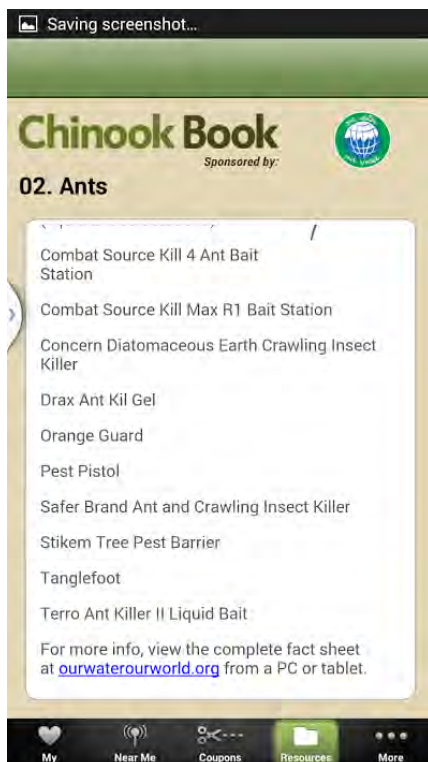 Saving screenshot...
Chinook Book
Sponsored by:
02. Ants
Combat Source Kill 4 Ant Bait
Station
Combat Source Kill Max R1 Bait Station
Concern Diatomaceous Earth Crawling Insect
Killer
Drax Ant Kil Gel
Orange Guard
Pest Pistol
Safer Brand Ant and Crawling Insect Killer
Stikem Tree Pest Barrier
Tanglefoot
Terro Ant Killer II Liquid Bait
For more info, view the complete fact sheet
at ourwaterourworld.org from a PC or tablet.
My Near Me Coupons Resources More